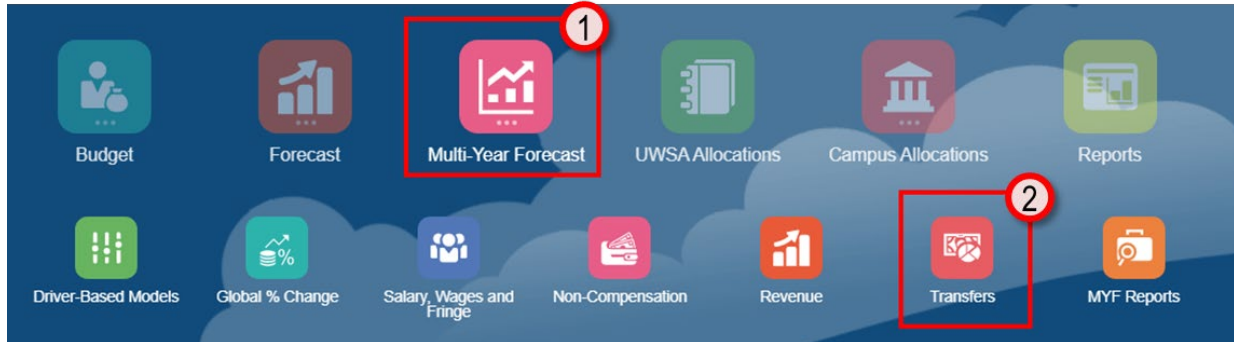 1
Budget
Forecast
Multi-Year Forecast
UWSA Allocations
Campus Allocations
Reports
2
Driver-Based Models
Global % Change
Salary, Wages and
Fringe
Non-Compensation
Revenue
Transfers
MYF Reports